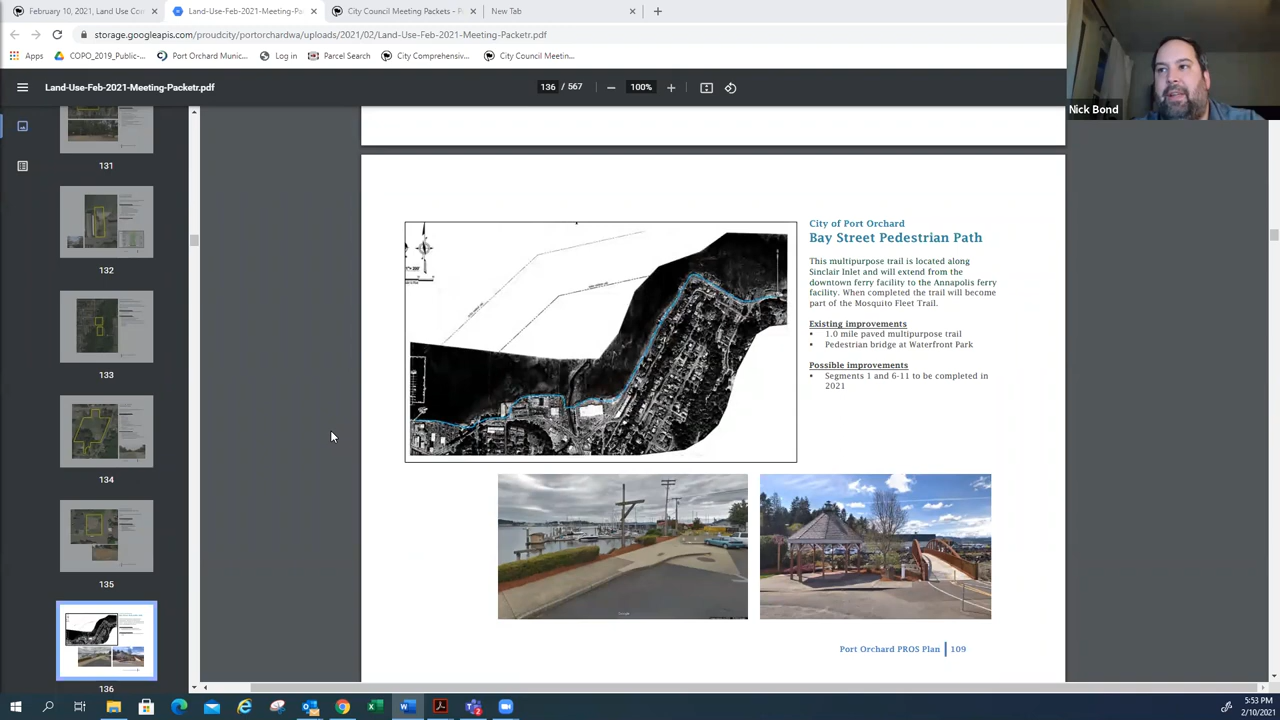 February 10, 2021, Land Use Co
Land-Use-Feb-2021-Meeting-Pa
City Council Meeting Packets - P
New Tab
storage.googleapis.com/proudcity/portorchardwa/uploads/2021/02/Land-Use-Feb-2021-Meeting-Packetr.pdf
Apps
COPO_2019_Public-...
Port Orchard Munic...
Log in
Parcel Search
City Comprehensiv...
City Council Meetin...
Land-Use-Feb-2021-Meeting-Packetr.pdf
136 / 567
100%
Nick Bond
131
132
133
134
135
136
City of Port Orchard
Bay Street Pedestrian Path
This multipurpose trail is located along
Sinclair Inlet and will extend from the
downtown ferry facility to the Annapolis ferry
facility. When completed the trail will become
part of the Mosquito Fleet Trail.
Existing improvements
• 1.0 mile paved multipurpose trail
• Pedestrian bridge at Waterfront Park
Possible improvements
• Segments 1 and 6-11 to be completed in
2021
Port Orchard PROS Plan | 109
5:53 PM
2/10/2021